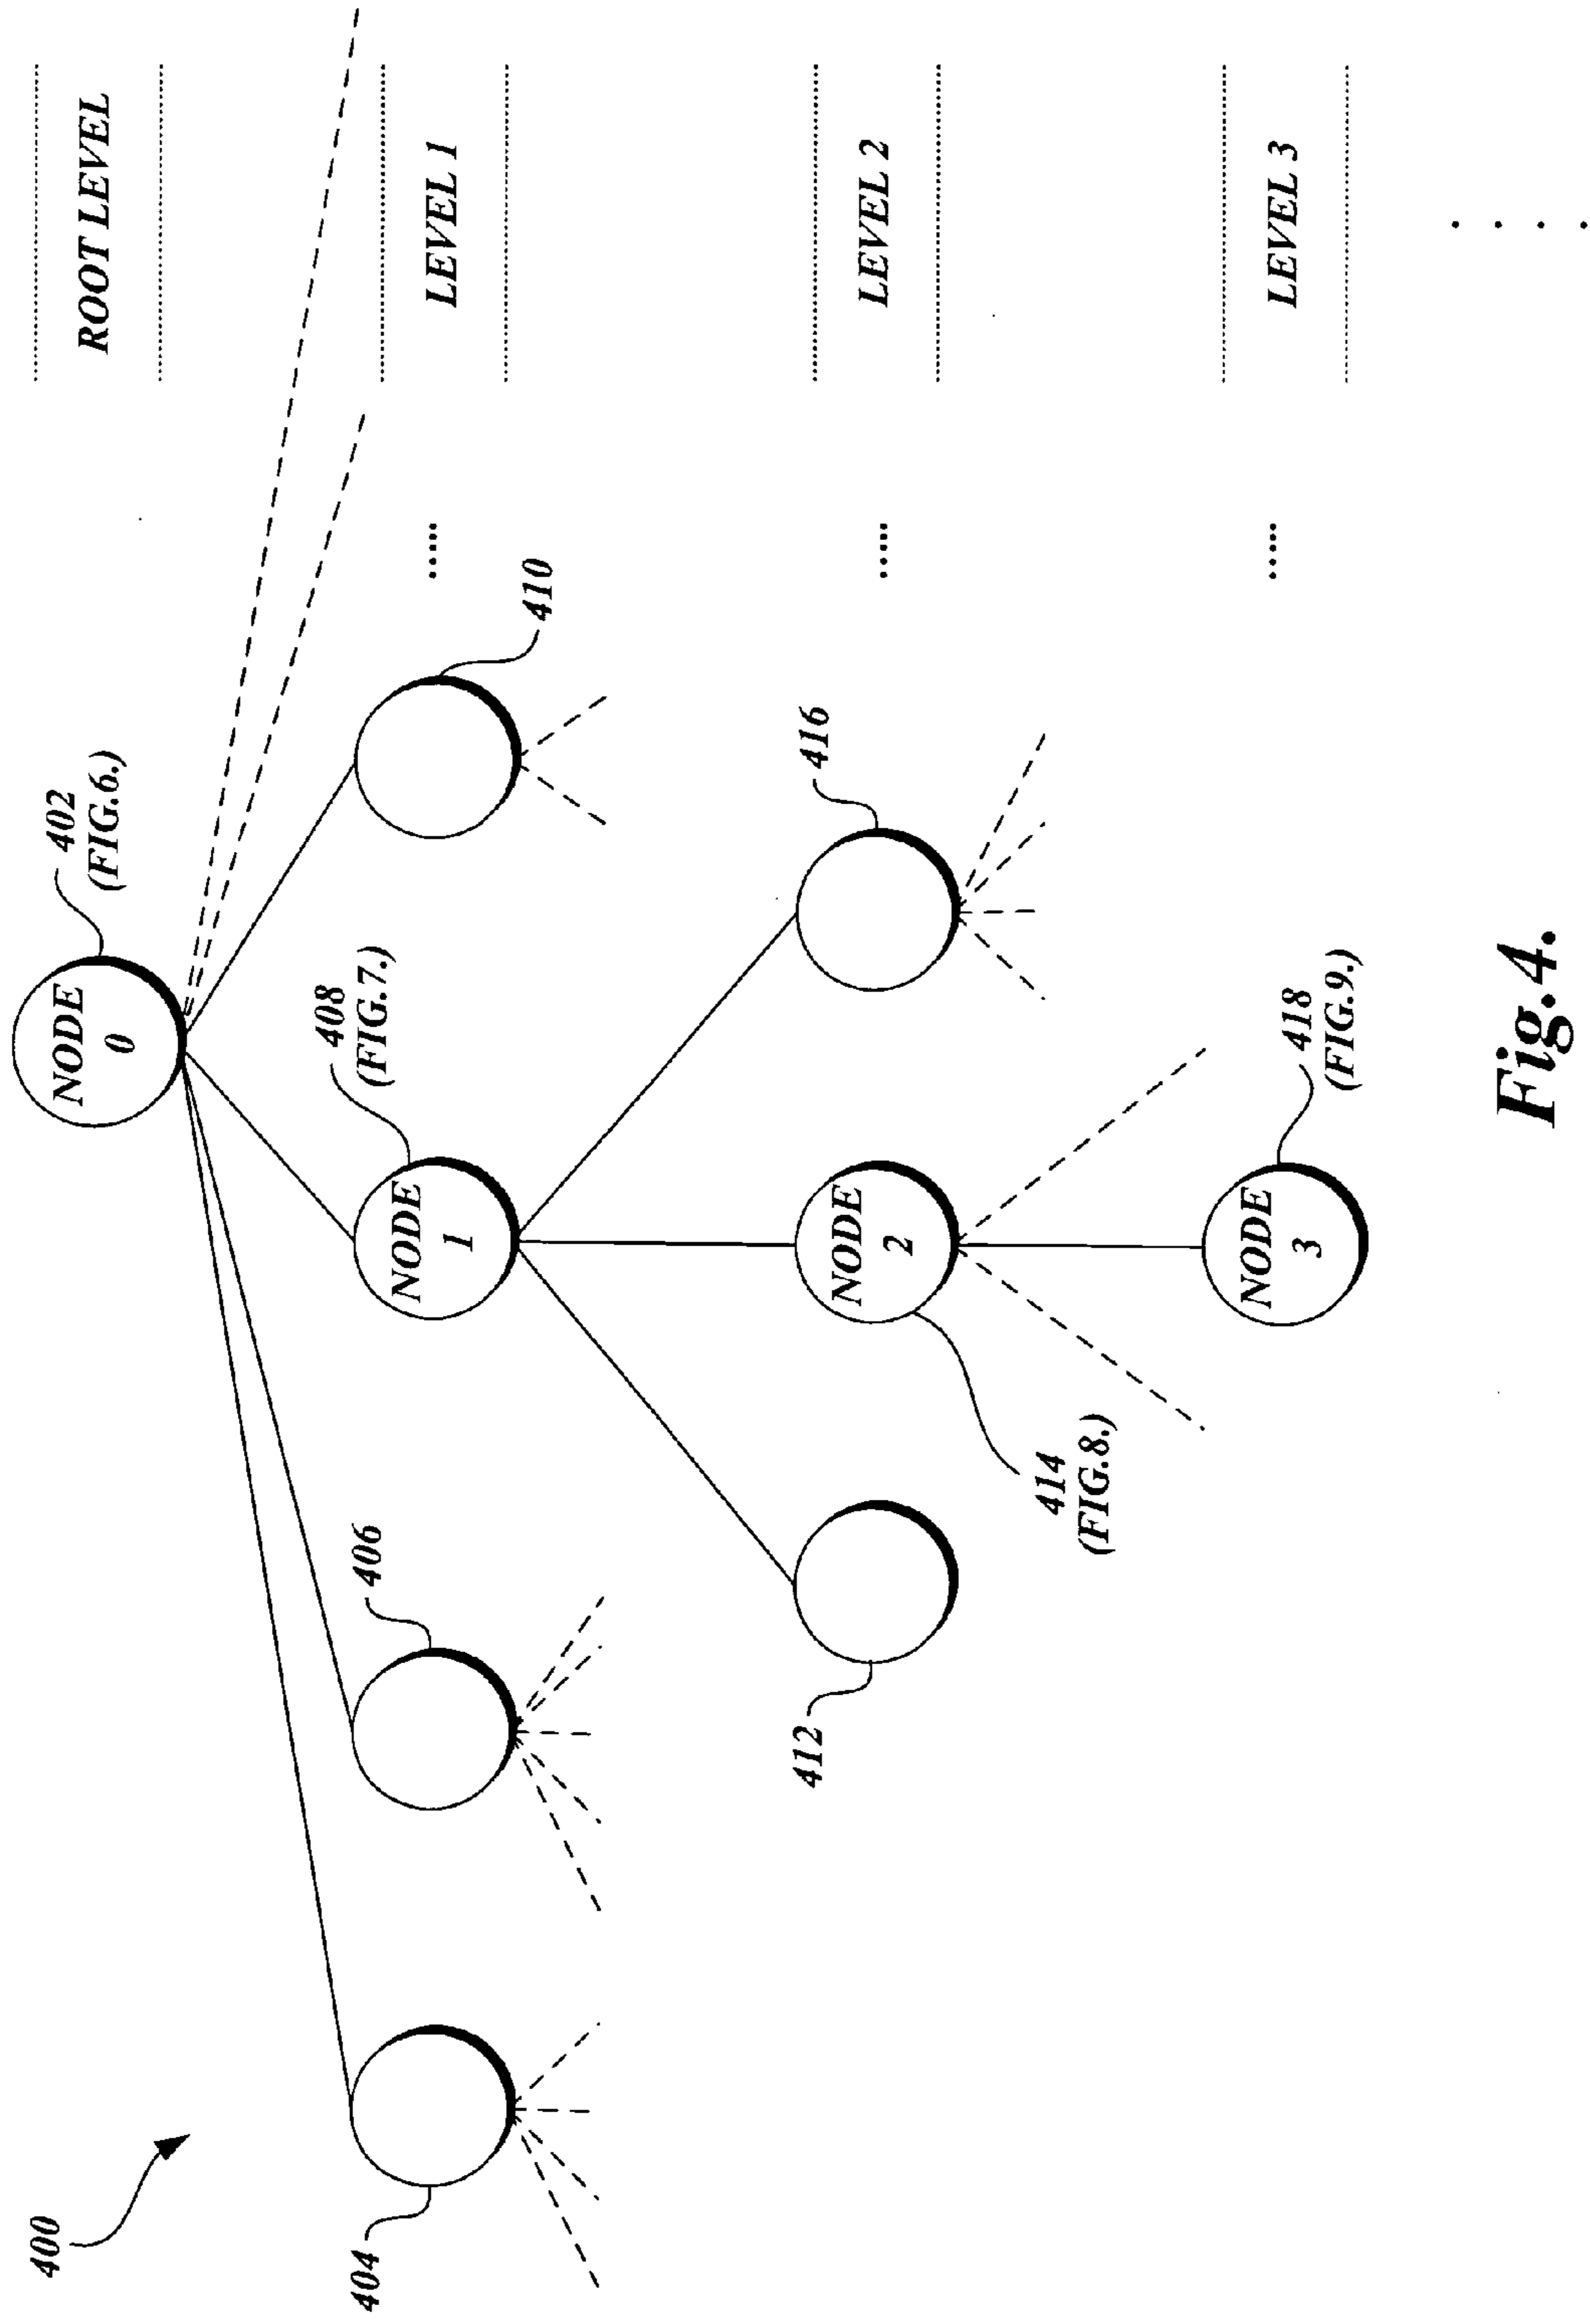 400
402
(FIG.6.)
NODE
0
ROOT LEVEL
404
406
408
(FIG.7.)
NODE
1
410
.....
LEVEL 1
412
414
(FIG.8.)
NODE
2
416
.....
LEVEL 2
418
(FIG.9.)
NODE
3
.....
LEVEL 3
. . . .
Fig.4.